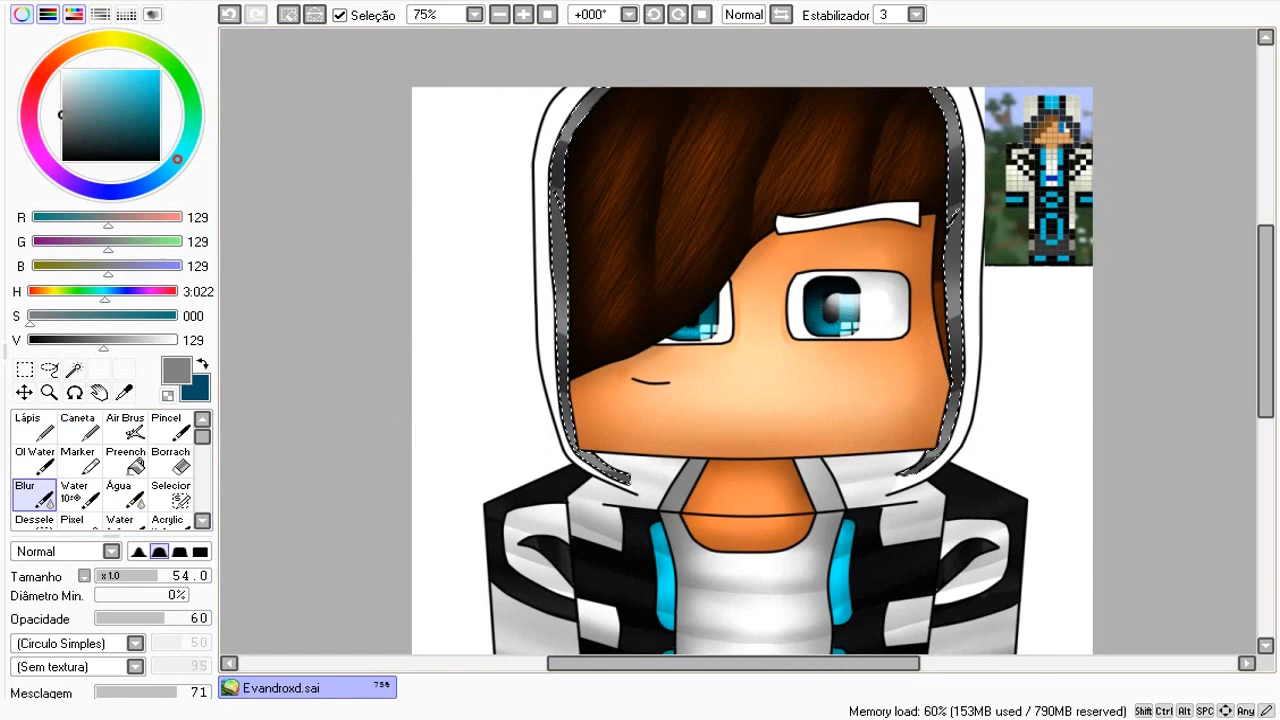 Seleção 75% +000° Normal Estabilizador 3
R 129
G 129
B 129
H 3:022
S 000
V 129
Lápis Caneta Air Brus Pincel
Ol Water Marker Preench Borrach
Blur Water Água Selecior
Dessele Pixel Water Acrylic
Normal
Tamanho x 1.0 54.0
Diâmetro Min. 0%
Opacidade 60
(Circulo Simples) 50
(Sem textura) 95
Mesclagem 71
Evandroxd.sai 75%
Memory load: 60% (153MB used / 790MB reserved) Shift Ctrl Alt SPC Any